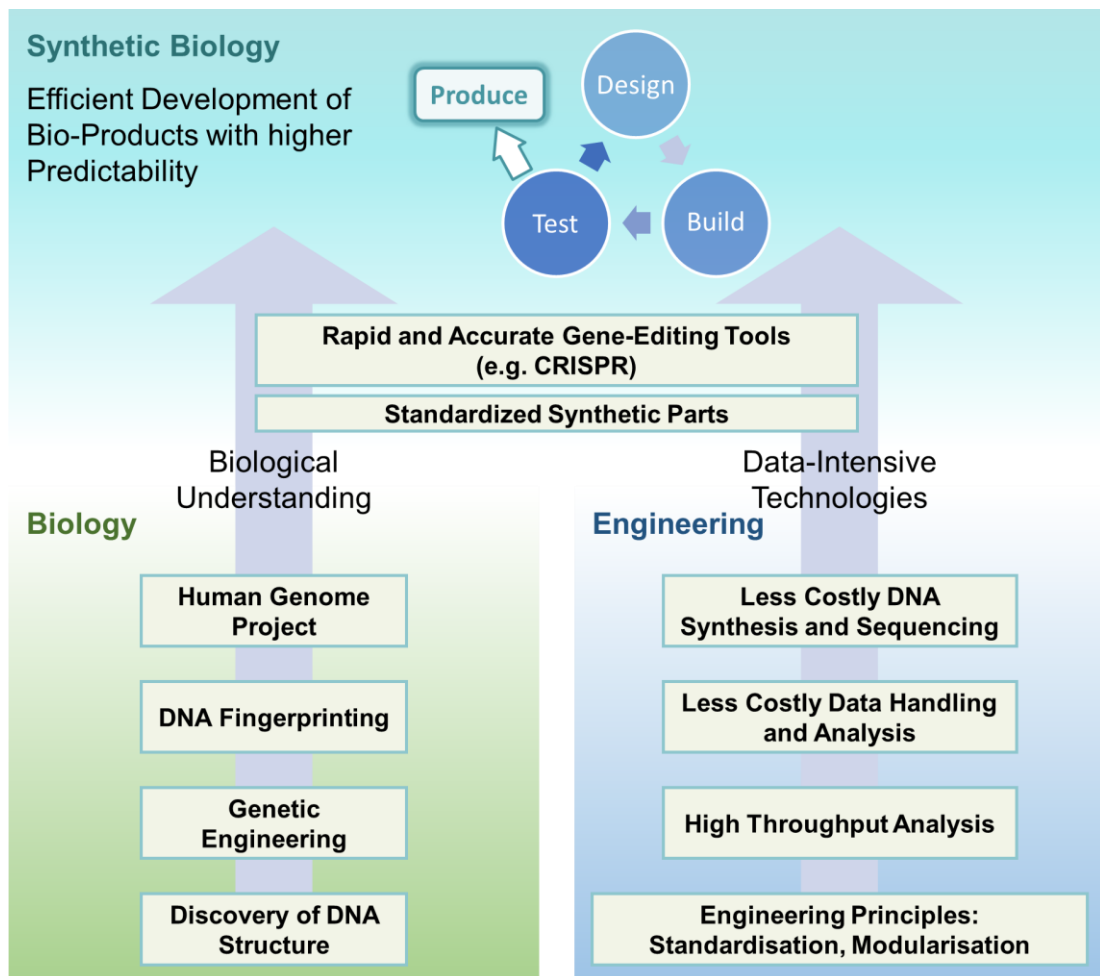 Synthetic Biology
Efficient Development of
Bio-Products with higher
Predictability
Produce
Design
Test
Build
Rapid and Accurate Gene-Editing Tools
(e.g. CRISPR)
Standardized Synthetic Parts
Biological
Understanding
Data-Intensive
Technologies
Biology
Human Genome
Project
DNA Fingerprinting
Genetic
Engineering
Discovery of DNA
Structure
Engineering
Less Costly DNA
Synthesis and Sequencing
Less Costly Data Handling
and Analysis
High Throughput Analysis
Engineering Principles:
Standardisation, Modularisation